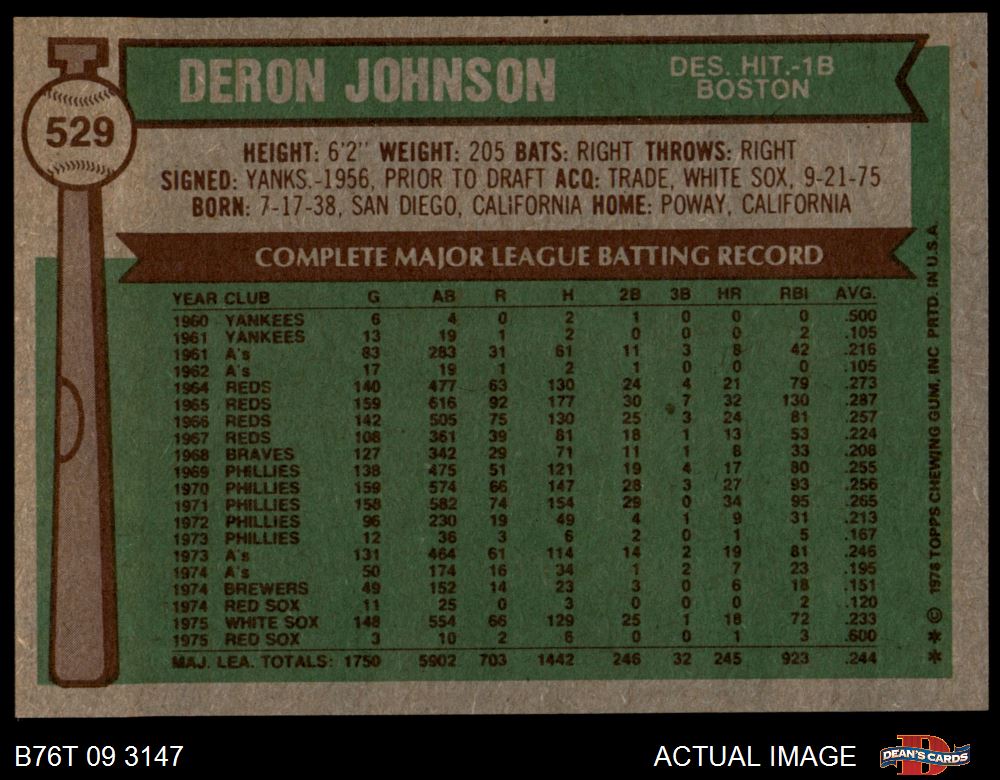 DERON JOHNSON
DES. HIT.-1B
BOSTON
529
HEIGHT: 6'2" WEIGHT: 205 BATS: RIGHT THROWS: RIGHT
SIGNED: YANKS.-1956, PRIOR TO DRAFT ACQ: TRADE, WHITE SOX, 9-21-75
BORN: 7-17-38, SAN DIEGO, CALIFORNIA HOME: POWAY, CALIFORNIA
COMPLETE MAJOR LEAGUE BATTING RECORD
YEAR CLUB G AB R H 2B 3B HR RBI AVG.
1960 YANKEES 6 4 0 2 1 0 0 0 .500
1961 YANKEES 13 19 1 2 0 0 0 2 .105
1961 A's 83 283 31 61 11 3 8 42 .216
1962 A's 17 19 1 2 1 0 0 0 .105
1964 REDS 140 477 63 130 24 4 21 79 .273
1965 REDS 159 616 92 177 30 7 32 130 .287
1966 REDS 142 505 75 130 25 3 24 81 .257
1967 REDS 108 361 39 81 18 1 13 53 .224
1968 BRAVES 127 342 29 71 11 1 8 33 .208
1969 PHILLIES 138 475 51 121 19 4 17 80 .255
1970 PHILLIES 159 574 66 147 28 3 27 93 .256
1971 PHILLIES 158 582 74 154 29 0 34 95 .265
1972 PHILLIES 96 230 19 49 4 1 9 31 .213
1973 PHILLIES 12 36 3 6 2 0 1 5 .167
1973 A's 131 464 61 114 14 2 19 81 .246
1974 A's 50 174 16 34 1 2 7 23 .195
1974 BREWERS 49 152 14 23 3 0 6 18 .151
1974 RED SOX 11 25 0 3 0 0 0 2 .120
1975 WHITE SOX 148 554 66 129 25 1 18 72 .233
1975 RED SOX 3 10 2 6 0 0 1 3 .600
MAJ. LEA. TOTALS: 1750 5902 703 1442 246 32 245 923 .244
* * © 1976 TOPPS CHEWING GUM, INC PRTD. IN U.S.A.
B76T 09 3147
ACTUAL IMAGE
D
DEAN'S CARDS